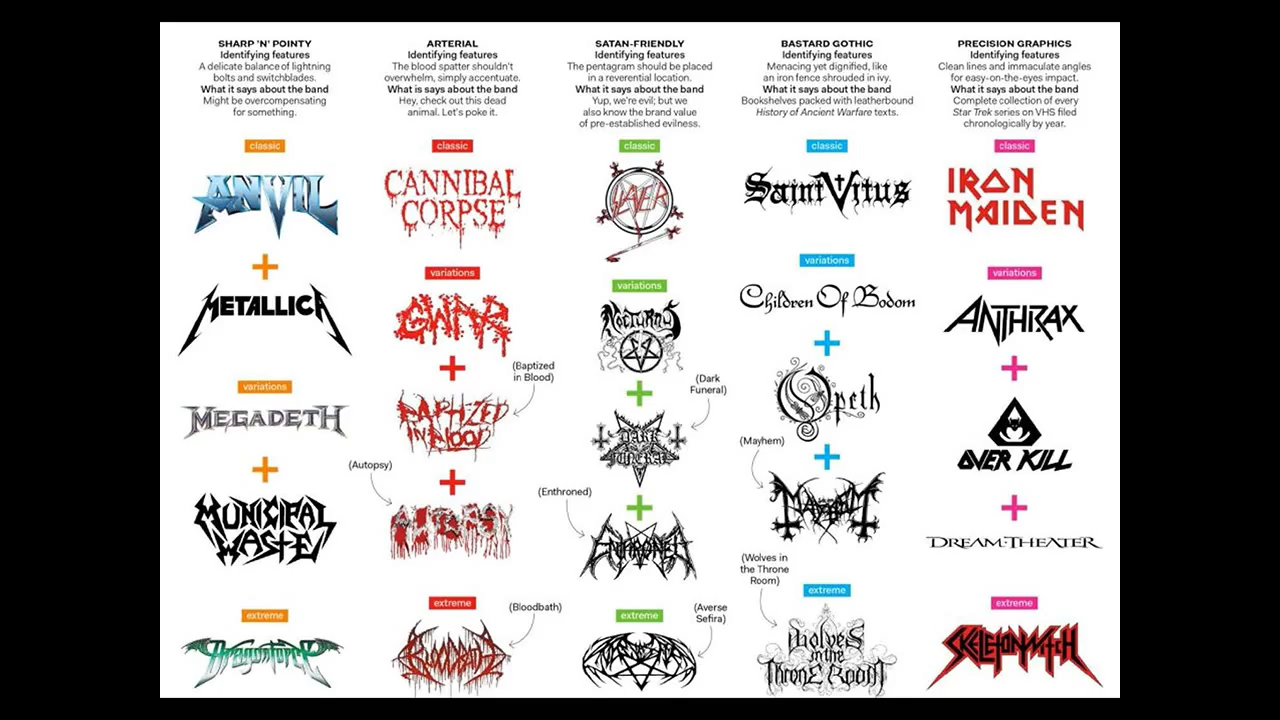 SHARP 'N' POINTY
Identifying features
A delicate balance of lightning
bolts and switchblades.
What it says about the band
Might be overcompensating
for something.
classic
ANVIL
METALLICA
variations
MEGADETH
MUNICIPAL
WASTE
extreme
DragonForce
ARTERIAL
Identifying features
The blood spatter shouldn't
overwhelm, simply accentuate.
What is says about the band
Hey, check out this dead
animal. Let's poke it.
classic
CANNIBAL
CORPSE
variations
GWAR
(Baptized
in Blood)
BAPTIZED
IN BLOOD
(Autopsy)
AUTOPSY
extreme
(Bloodbath)
BLOODBATH
SATAN-FRIENDLY
Identifying features
The pentagram should be placed
in a reverential location.
What it says about the band
Yup, we're evil; but we
also know the brand value
of pre-established evilness.
classic
SLAYER
variations
NOCTURNUS
(Dark
Funeral)
DARK
FUNERAL
(Enthroned)
ENTHRONED
extreme
(Averse
Sefira)
BASTARD GOTHIC
Identifying features
Menacing yet dignified, like
an iron fence shrouded in ivy.
What it says about the band
Bookshelves packed with leatherbound
History of Ancient Warfare texts.
classic
Saint Vitus
variations
Children Of Bodom
Opeth
(Mayhem)
MAYHEM
(Wolves in
the Throne
Room)
extreme
Wolves
in the
Throne Room
PRECISION GRAPHICS
Identifying features
Clean lines and immaculate angles
for easy-on-the-eyes impact.
What it says about the band
Complete collection of every
Star Trek series on VHS filed
chronologically by year.
classic
IRON
MAIDEN
variations
ANTHRAX
OVER KILL
DREAM THEATER
extreme
SKELETONWITCH